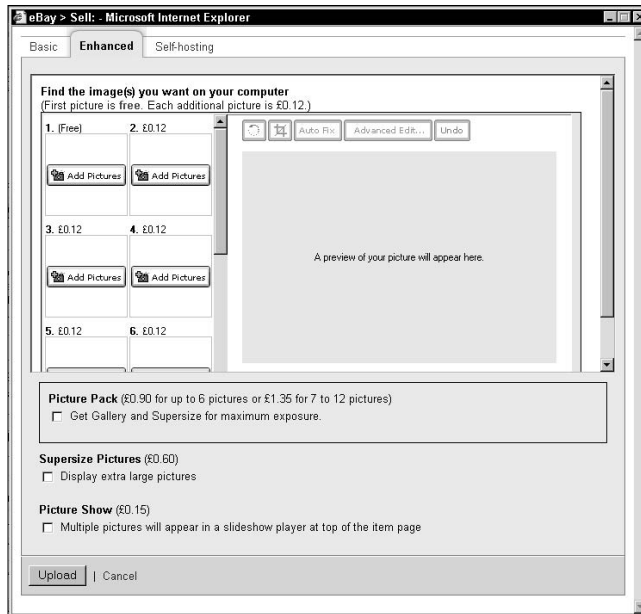 eBay > Sell: - Microsoft Internet Explorer
Basic Enhanced Self-hosting
Find the image(s) you want on your computer
(First picture is free. Each additional picture is £0.12.)
1. (Free) 2. £0.12
Auto Fix Advanced Edit... Undo
Add Pictures Add Pictures
3. £0.12 4. £0.12
A preview of your picture will appear here.
Add Pictures Add Pictures
5. £0.12 6. £0.12
Picture Pack (£0.90 for up to 6 pictures or £1.35 for 7 to 12 pictures)
Get Gallery and Supersize for maximum exposure.
Supersize Pictures (£0.60)
Display extra large pictures
Picture Show (£0.15)
Multiple pictures will appear in a slideshow player at top of the item page
Upload | Cancel